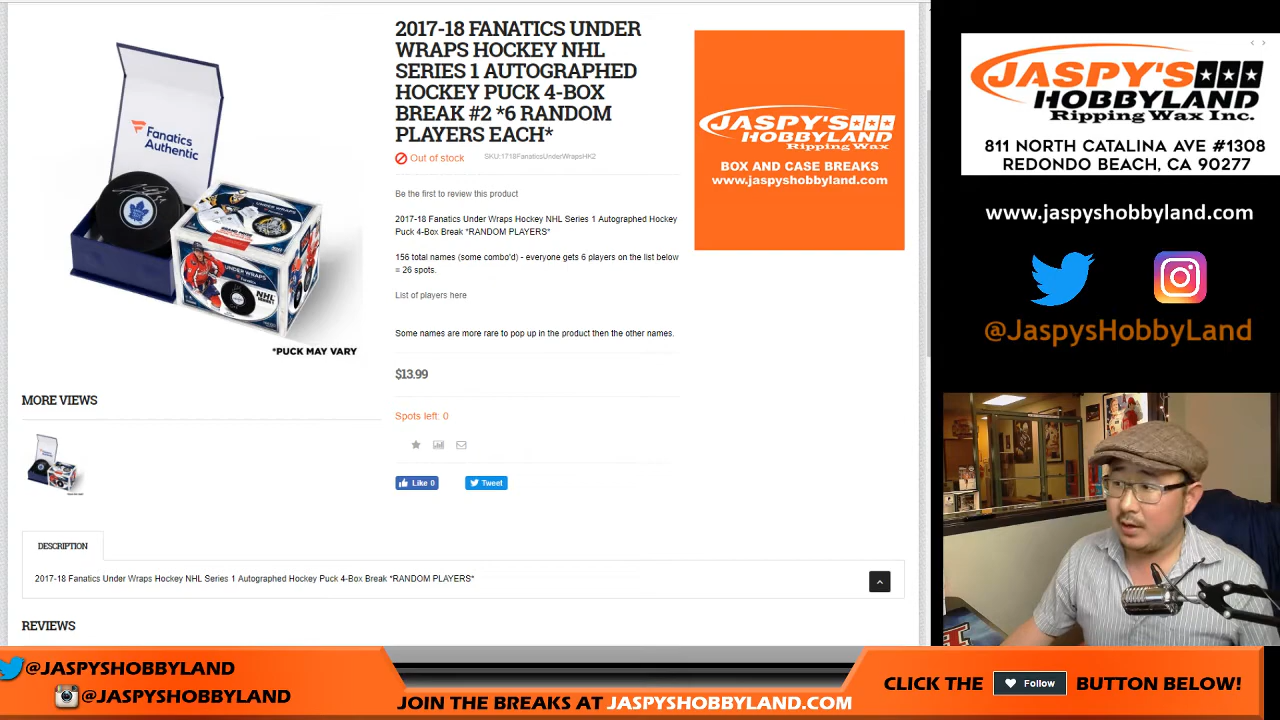 2017-18 FANATICS UNDER
WRAPS HOCKEY NHL
SERIES 1 AUTOGRAPHED
HOCKEY PUCK 4-BOX
BREAK #2 *6 RANDOM
PLAYERS EACH*
Out of stock
SKU:1718FanaticsUnderWrapsHK2
Be the first to review this product
2017-18 Fanatics Under Wraps Hockey NHL Series 1 Autographed Hockey
Puck 4-Box Break *RANDOM PLAYERS*
156 total names (some combo'd) - everyone gets 6 players on the list below
= 26 spots.
List of players here
Some names are more rare to pop up in the product then the other names.
$13.99
Spots left: 0
Like 0
Tweet
Fanatics
Authentic
UNDER WRAPS
UNDER WRAPS
Fanatics
NHL
*PUCK MAY VARY
MORE VIEWS
DESCRIPTION
2017-18 Fanatics Under Wraps Hockey NHL Series 1 Autographed Hockey Puck 4-Box Break *RANDOM PLAYERS*
REVIEWS
JASPY'S
HOBBYLAND
Ripping Wax
BOX AND CASE BREAKS
www.jaspyshobbyland.com
JASPY'S
HOBBYLAND
Ripping Wax Inc.
811 NORTH CATALINA AVE #1308
REDONDO BEACH, CA 90277
www.jaspyshobbyland.com
@JaspysHobbyLand
@JASPYSHOBBYLAND
@JASPYSHOBBYLAND
JOIN THE BREAKS AT JASPYSHOBBYLAND.COM
CLICK THE Follow BUTTON BELOW!